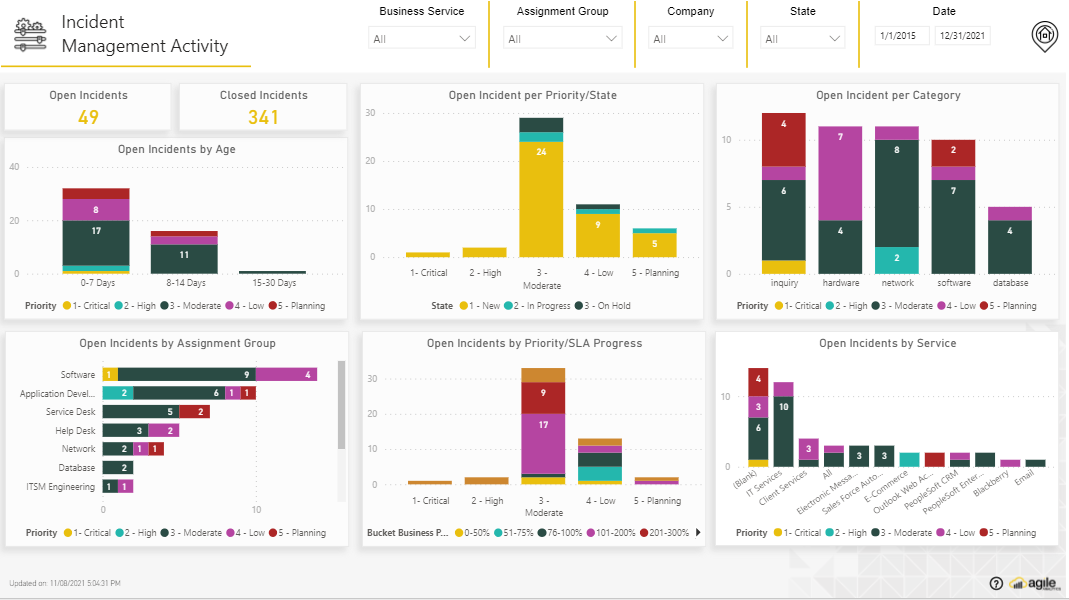 Incident
Management Activity
Business Service
All
Assignment Group
All
Company
All
State
All
Date
1/1/2015
12/31/2021
Open Incidents
49
Closed Incidents
341
Open Incidents by Age
40
20
0
8
17
11
0-7 Days
8-14 Days
15-30 Days
Priority 1- Critical 2 - High 3 - Moderate 4 - Low 5 - Planning
Open Incident per Priority/State
30
20
10
0
24
9
5
1- Critical
2 - High
3 -
Moderate
4 - Low
5 - Planning
State 1 - New 2 - In Progress 3 - On Hold
Open Incident per Category
10
5
0
4
6
7
4
8
2
2
7
4
inquiry
hardware
network
software
database
Priority 1- Critical 2 - High 3 - Moderate 4 - Low 5 - Planning
Open Incidents by Assignment Group
Software 1 9 4
Application Devel... 2 6 1 1
Service Desk 5 2
Help Desk 3 2
Network 2 1 1
Database 2
ITSM Engineering 1 1
0 10
Priority 1- Critical 2 - High 3 - Moderate 4 - Low 5 - Planning
Open Incidents by Priority/SLA Progress
30
20
10
0
9
17
1- Critical
2 - High
3 -
Moderate
4 - Low
5 - Planning
Bucket Business P... 0-50% 51-75% 76-100% 101-200% 201-300%
Open Incidents by Service
10
0
4
3
6
10
3
3
3
(Blank)
IT Services
Client Services
All
Electronic Messa...
Sales Force Auto...
E-Commerce
Outlook Web Ac...
PeopleSoft CRM
PeopleSoft Enter...
Blackberry
Email
Priority 1- Critical 2 - High 3 - Moderate 4 - Low 5 - Planning
Updated on: 11/08/2021 5:04:31 PM
?
agile